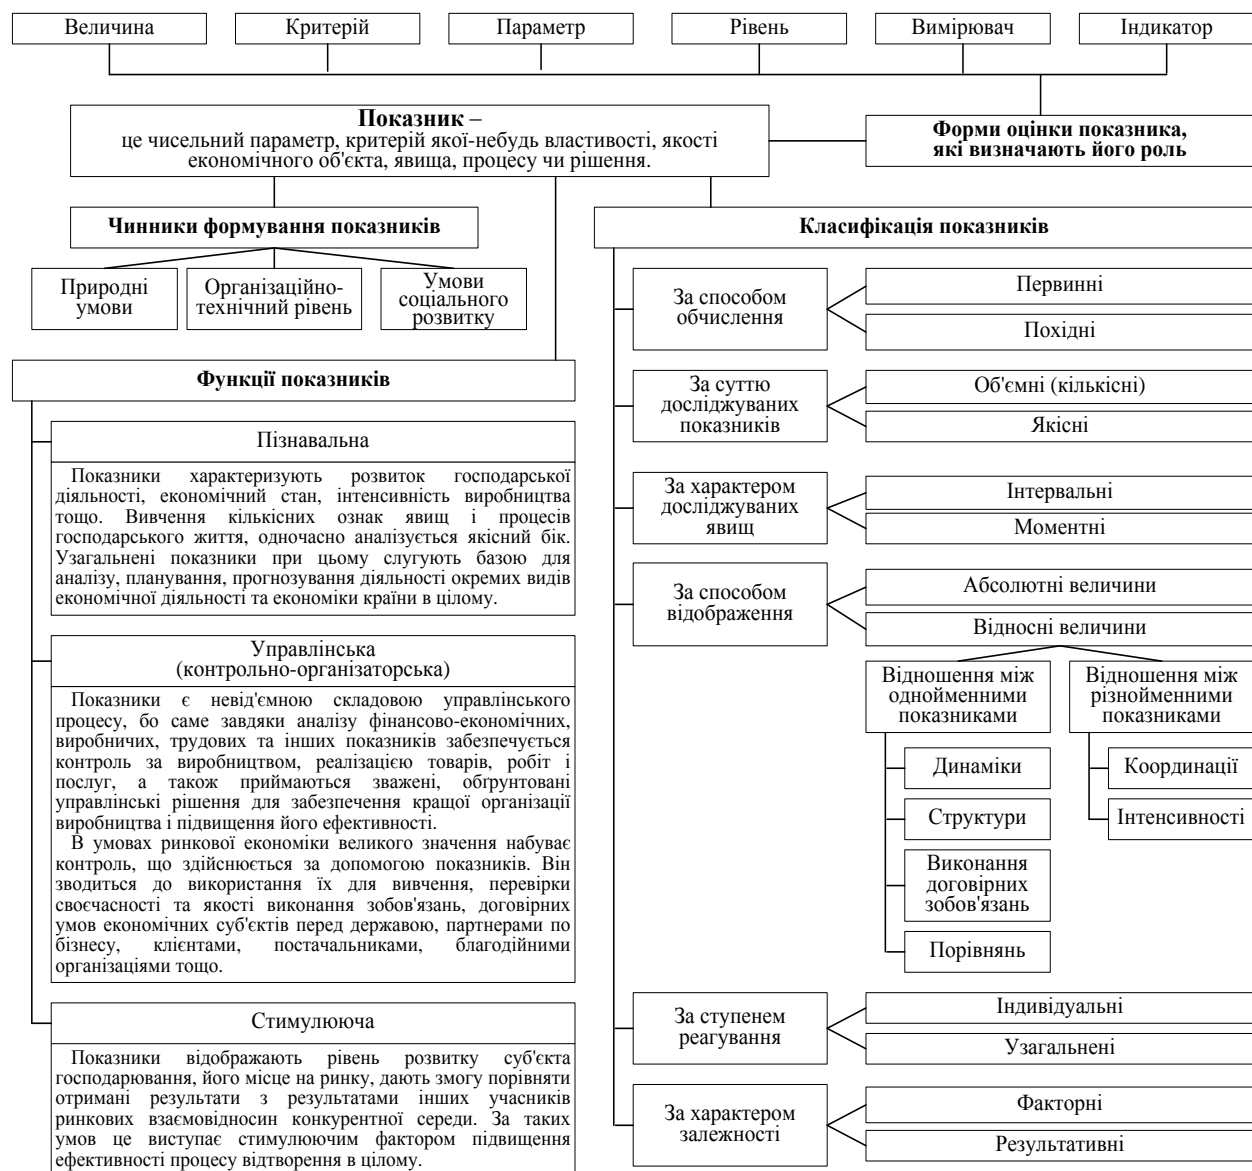 Величина
Критерій
Параметр
Рівень
Вимірювач
Індикатор
Показник –
це чисельний параметр, критерій якої-небудь властивості, якості
економічного об'єкта, явища, процесу чи рішення.
Форми оцінки показника,
які визначають його роль
Чинники формування показників
Природні
умови
Організаційно-
технічний рівень
Умови
соціального
розвитку
Функції показників
Пізнавальна
Показники характеризують розвиток господарської
діяльності, економічний стан, інтенсивність виробництва
тощо. Вивчення кількісних ознак явищ і процесів
господарського життя, одночасно аналізується якісний бік.
Узагальнені показники при цьому слугують базою для
аналізу, планування, прогнозування діяльності окремих видів
економічної діяльності та економіки країни в цілому.
Управлінська
(контрольно-організаторська)
Показники є невід'ємною складовою управлінського
процесу, бо саме завдяки аналізу фінансово-економічних,
виробничих, трудових та інших показників забезпечується
контроль за виробництвом, реалізацією товарів, робіт і
послуг, а також приймаються зважені, обґрунтовані
управлінські рішення для забезпечення кращої організації
виробництва і підвищення його ефективності.
В умовах ринкової економіки великого значення набуває
контроль, що здійснюється за допомогою показників. Він
зводиться до використання їх для вивчення, перевірки
своєчасності та якості виконання зобов'язань, договірних
умов економічних суб'єктів перед державою, партнерами по
бізнесу, клієнтами, постачальниками, благодійними
організаціями тощо.
Стимулююча
Показники відображають рівень розвитку суб'єкта
господарювання, його місце на ринку, дають змогу порівняти
отримані результати з результатами інших учасників
ринкових взаємовідносин конкурентної середи. За таких
умов це виступає стимулюючим фактором підвищення
ефективності процесу відтворення в цілому.
Класифікація показників
За способом
обчислення
Первинні
Похідні
За суттю
досліджуваних
показників
Об'ємні (кількісні)
Якісні
За характером
досліджуваних
явищ
Інтервальні
Моментні
За способом
відображення
Абсолютні величини
Відносні величини
Відношення між
однойменними
показниками
Динаміки
Структури
Виконання
договірних
зобов'язань
Порівнянь
Відношення між
різнойменними
показниками
Координації
Інтенсивності
За ступенем
реагування
Індивідуальні
Узагальнені
За характером
залежності
Факторні
Результативні